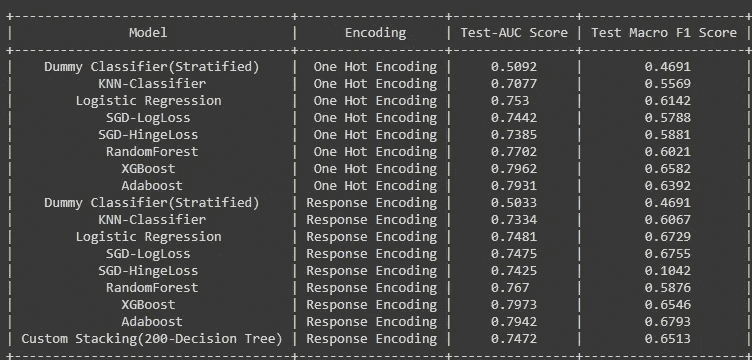 Model | Encoding | Test-AUC Score | Test Macro F1 Score
Dummy Classifier(Stratified) | One Hot Encoding | 0.5092 | 0.4691
KNN-Classifier | One Hot Encoding | 0.7077 | 0.5569
Logistic Regression | One Hot Encoding | 0.753 | 0.6142
SGD-LogLoss | One Hot Encoding | 0.7442 | 0.5788
SGD-HingeLoss | One Hot Encoding | 0.7385 | 0.5881
RandomForest | One Hot Encoding | 0.7702 | 0.6021
XGBoost | One Hot Encoding | 0.7962 | 0.6582
Adaboost | One Hot Encoding | 0.7931 | 0.6392
Dummy Classifier(Stratified) | Response Encoding | 0.5033 | 0.4691
KNN-Classifier | Response Encoding | 0.7334 | 0.6067
Logistic Regression | Response Encoding | 0.7481 | 0.6729
SGD-LogLoss | Response Encoding | 0.7475 | 0.6755
SGD-HingeLoss | Response Encoding | 0.7425 | 0.1042
RandomForest | Response Encoding | 0.767 | 0.5876
XGBoost | Response Encoding | 0.7973 | 0.6546
Adaboost | Response Encoding | 0.7942 | 0.6793
Custom Stacking(200-Decision Tree) | Response Encoding | 0.7472 | 0.6513